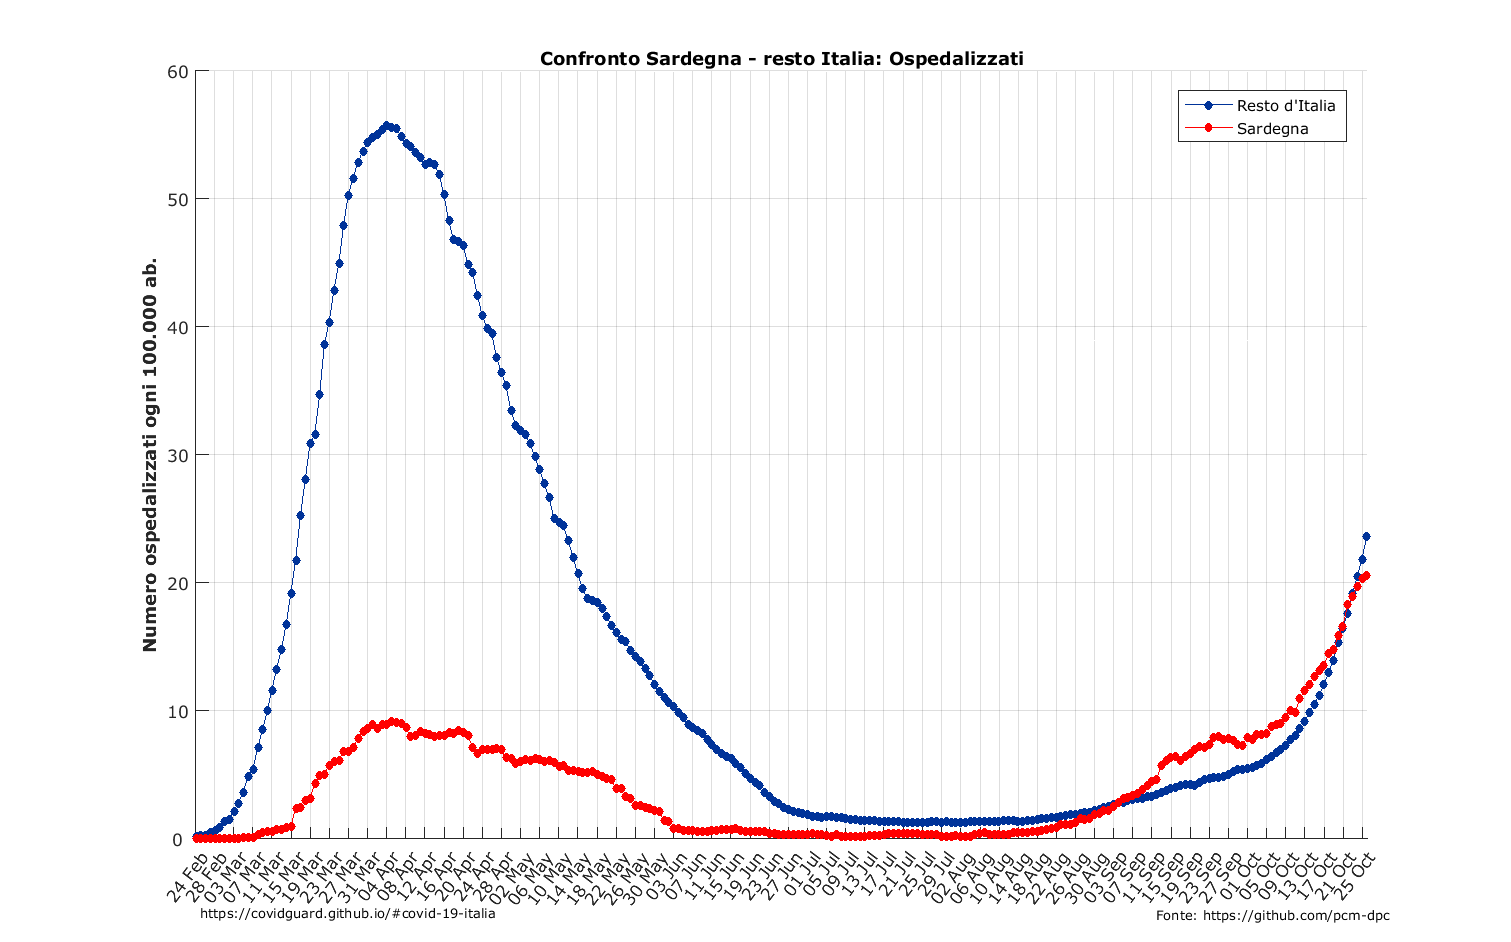 Confronto Sardegna - resto Italia: Ospedalizzati
Resto d'Italia
Sardegna
Numero ospedalizzati ogni 100.000 ab.
60
50
40
30
20
10
0
24 Feb
28 Feb
03 Mar
07 Mar
11 Mar
15 Mar
19 Mar
23 Mar
27 Mar
31 Mar
04 Apr
08 Apr
12 Apr
16 Apr
20 Apr
24 Apr
28 Apr
02 May
06 May
10 May
14 May
18 May
22 May
26 May
30 May
03 Jun
07 Jun
11 Jun
15 Jun
19 Jun
23 Jun
27 Jun
01 Jul
05 Jul
09 Jul
13 Jul
17 Jul
21 Jul
25 Jul
29 Jul
02 Aug
06 Aug
10 Aug
14 Aug
18 Aug
22 Aug
26 Aug
30 Aug
03 Sep
07 Sep
11 Sep
15 Sep
19 Sep
23 Sep
27 Sep
01 Oct
05 Oct
09 Oct
13 Oct
17 Oct
21 Oct
25 Oct
https://covidguard.github.io/#covid-19-italia
Fonte: https://github.com/pcm-dpc